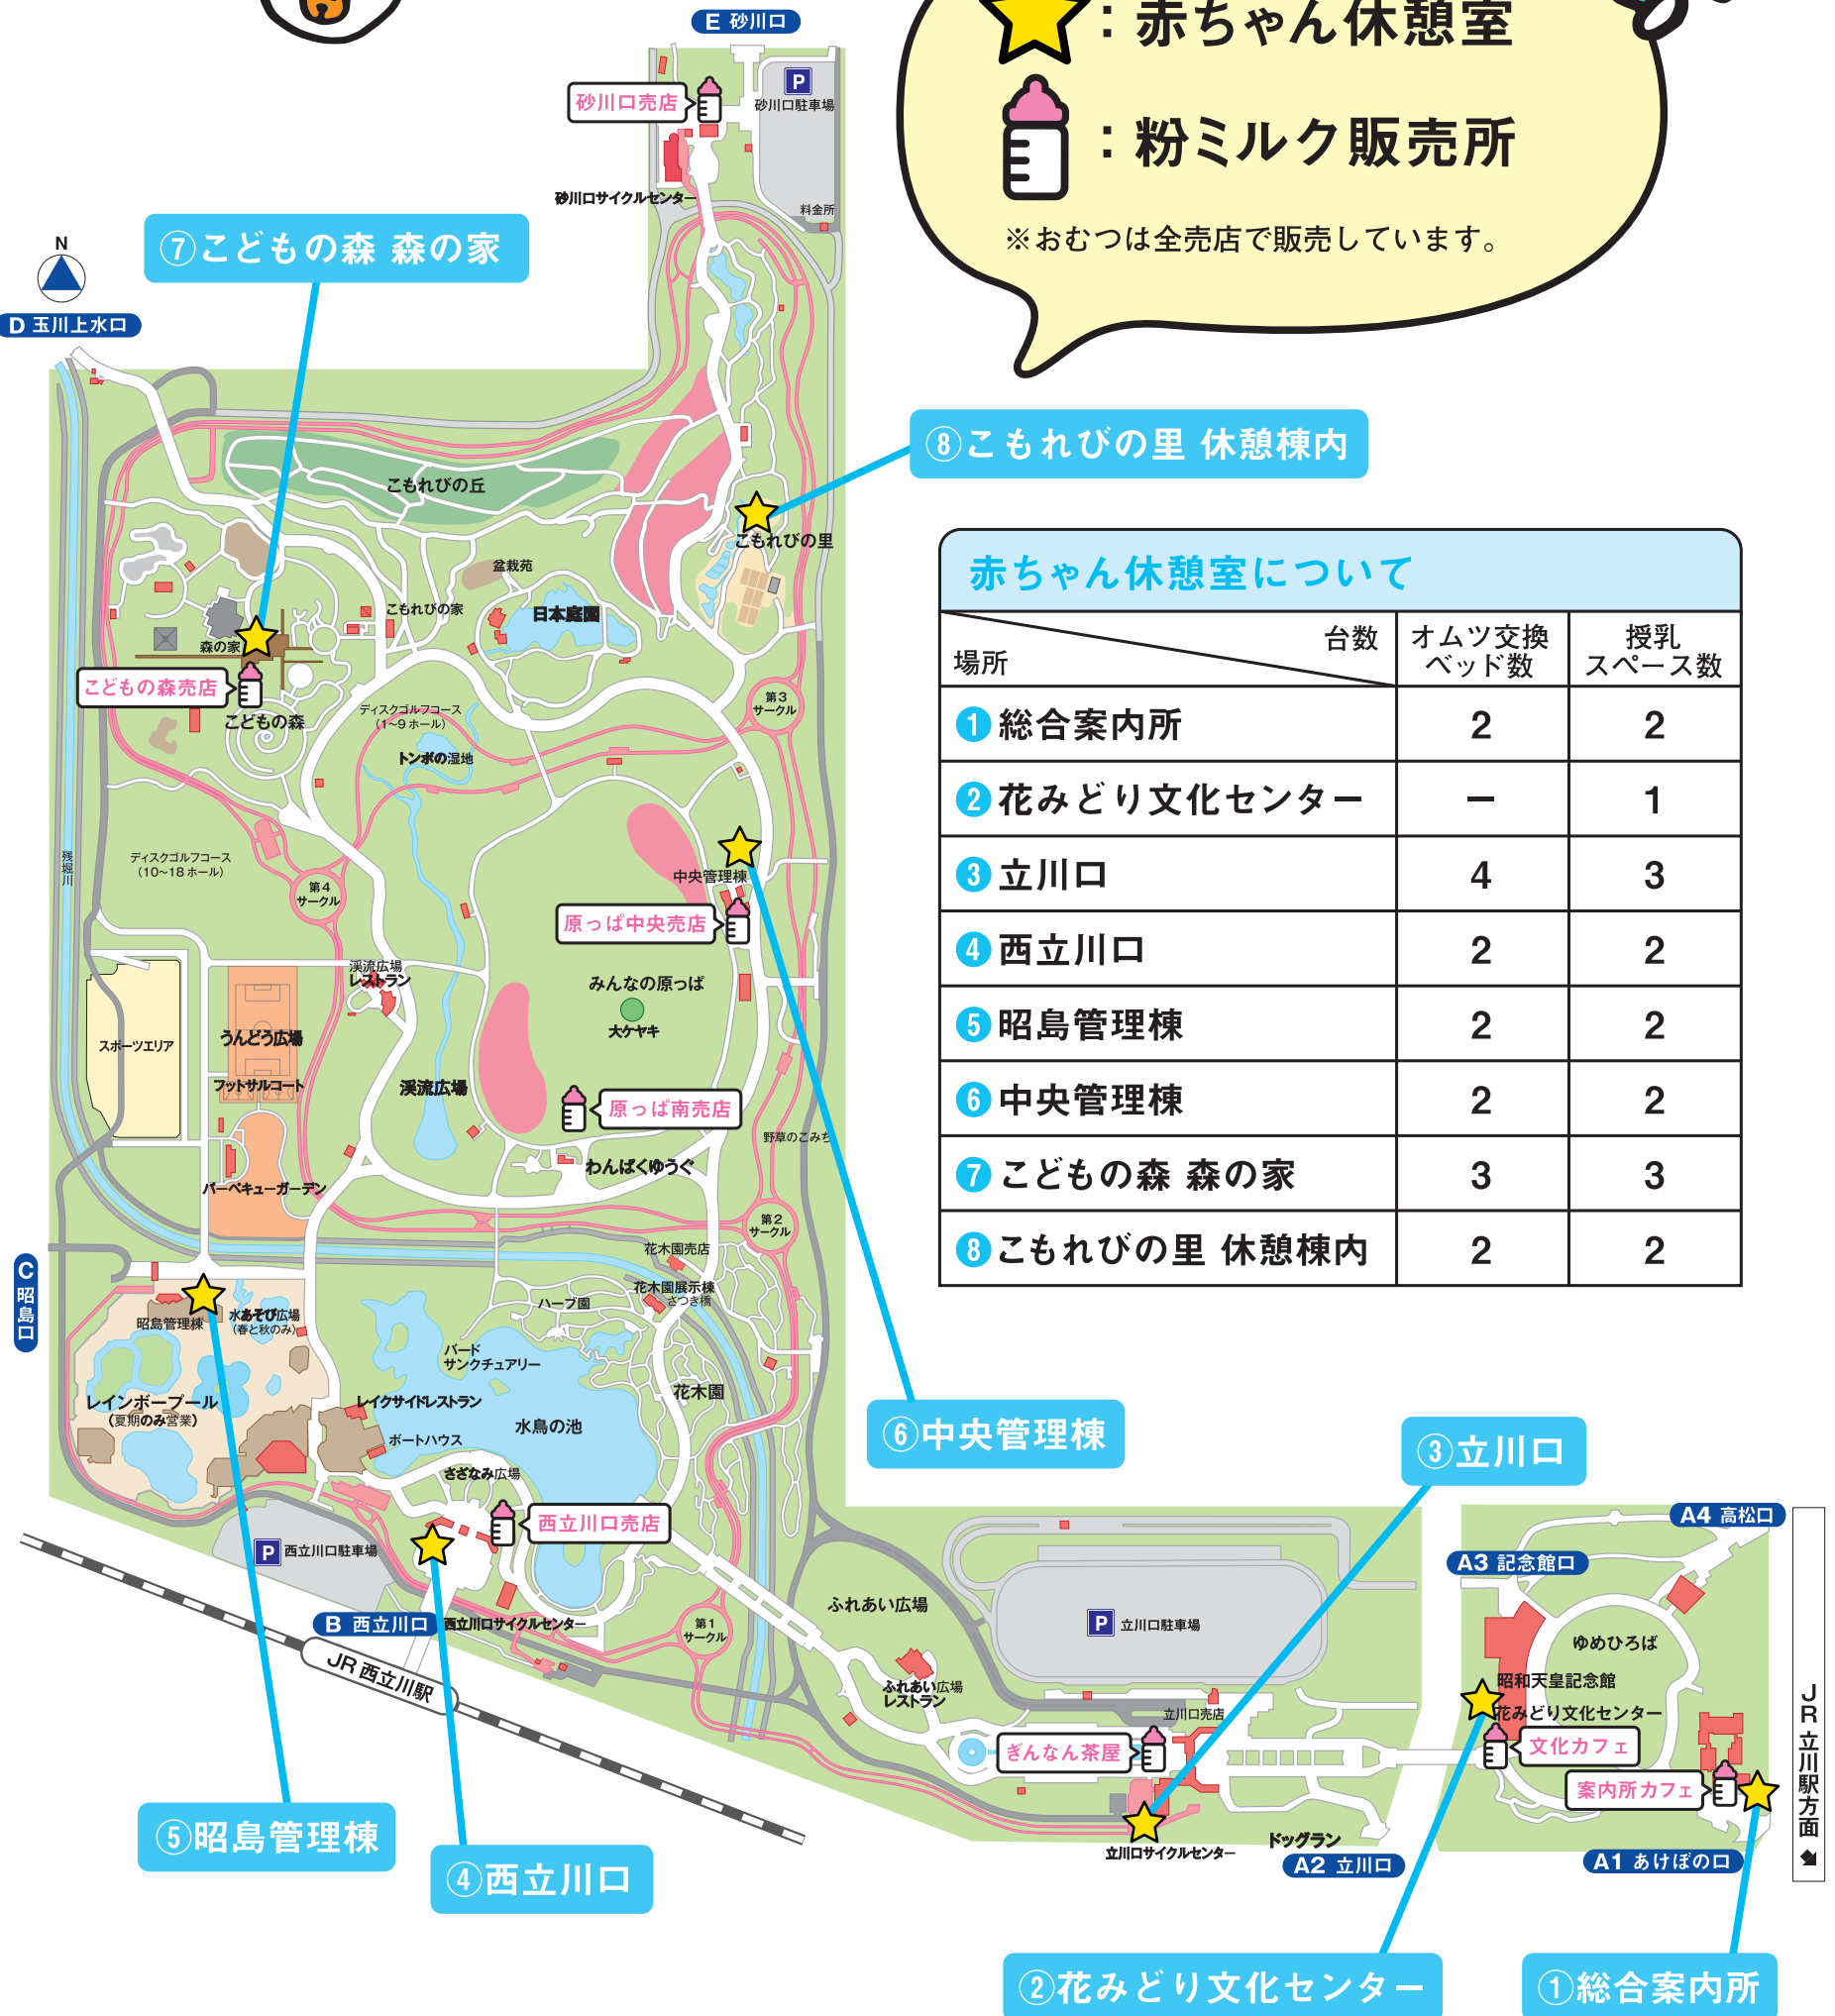 E 砂川口
：赤ちゃん休憩室
：粉ミルク販売所
※おむつは全売店で販売しています。
P
砂川口駐車場
砂川口売店
砂川口サイクルセンター
料金所
⑦こどもの森 森の家
N
D 玉川上水口
⑧こもれびの里 休憩棟内
こもれびの丘
こもれびの里
盆栽苑
こもれびの家
日本庭園
森の家
こどもの森売店
こどもの森
ディスクゴルフコース
（1〜9ホール）
トンボの湿地
第3
サークル
残堀川
ディスクゴルフコース
（10〜18ホール）
第4
サークル
中央管理棟
原っぱ中央売店
渓流広場
レストラン
みんなの原っぱ
大ケヤキ
スポーツエリア
うんどう広場
フットサルコート
渓流広場
原っぱ南売店
野草のこみち
わんぱくゆうぐ
バーベキューガーデン
第2
サークル
花木園売店
花木園展示棟
さつき橋
ハーブ園
C 昭島口
昭島管理棟
水あそび広場
（春と秋のみ）
バード
サンクチュアリー
レインボープール
（夏期のみ営業）
レイクサイドレストラン
水鳥の池
ボートハウス
花木園
さざなみ広場
西立川口売店
P
西立川口駐車場
B 西立川口
西立川口サイクルセンター
JR 西立川駅
第1
サークル
⑤昭島管理棟
④西立川口
⑥中央管理棟
③立川口
赤ちゃん休憩室について
場所 台数 オムツ交換ベッド数 授乳スペース数
❶総合案内所 2 2
❷花みどり文化センター ー 1
❸立川口 4 3
❹西立川口 2 2
❺昭島管理棟 2 2
❻中央管理棟 2 2
❼こどもの森 森の家 3 3
❽こもれびの里 休憩棟内 2 2
ふれあい広場
P
立川口駐車場
ふれあい広場
レストラン
立川口売店
ぎんなん茶屋
立川口サイクルセンター
ドッグラン
A2 立川口
A4 高松口
A3 記念館口
ゆめひろば
昭和天皇記念館
花みどり文化センター
文化カフェ
案内所カフェ
A1 あけぼの口
JR立川駅方面
②花みどり文化センター
①総合案内所